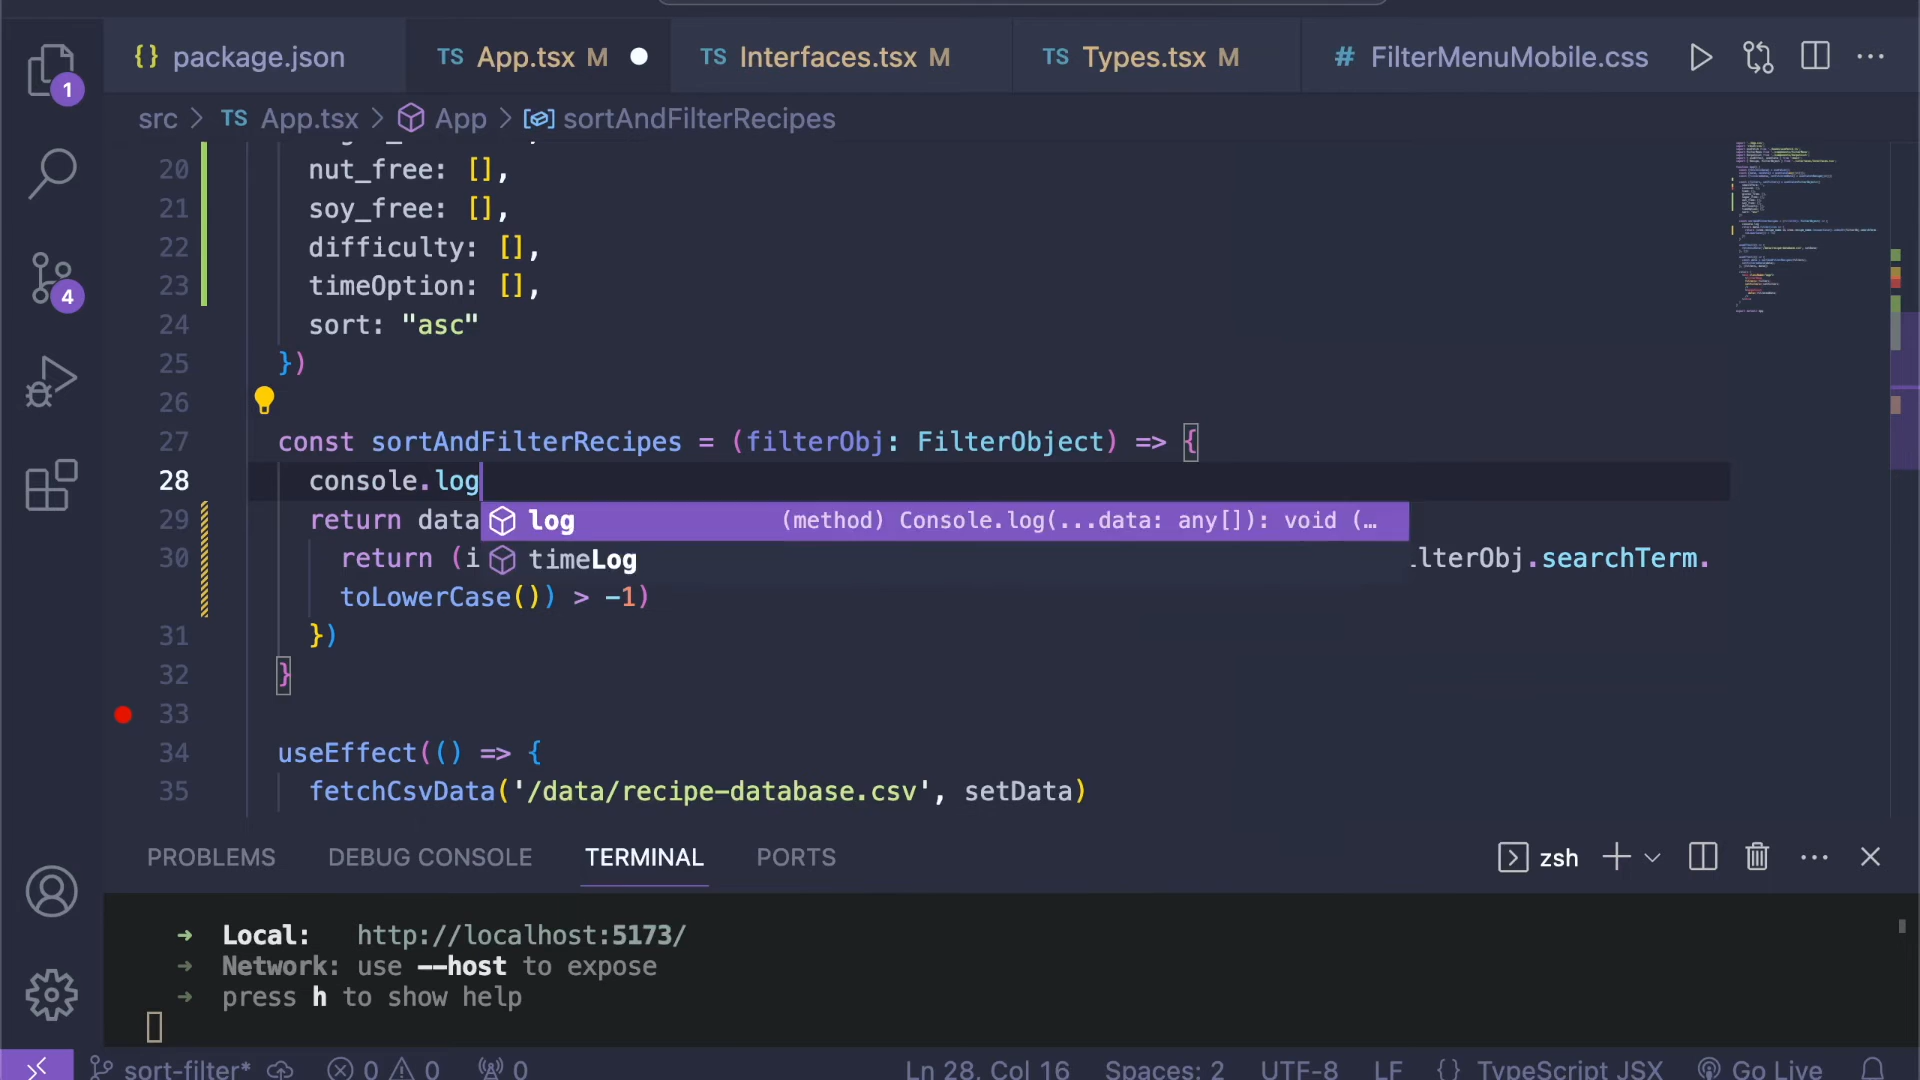 package.json
TS App.tsx M
TS Interfaces.tsx M
TS Types.tsx M
# FilterMenuMobile.css
src > TS App.tsx > App > sortAndFilterRecipes
20 nut_free: [],
21 soy_free: [],
22 difficulty: [],
23 timeOption: [],
24 sort: "asc"
25 })
26
27 const sortAndFilterRecipes = (filterObj: FilterObject) => {
28 console.log
29 return data
log (method) Console.log(...data: any[]): void (…
30 return (i
timeLog
lterObj.searchTerm.
toLowerCase()) > -1)
31 })
32 }
33
34 useEffect(() => {
35 fetchCsvData('/data/recipe-database.csv', setData)
1
4
PROBLEMS DEBUG CONSOLE TERMINAL PORTS
zsh
➜ Local: http://localhost:5173/
➜ Network: use --host to expose
➜ press h to show help
sort-filter* 0 0 0 Ln 28, Col 16 Spaces: 2 UTF-8 LF {} TypeScript JSX Go Live